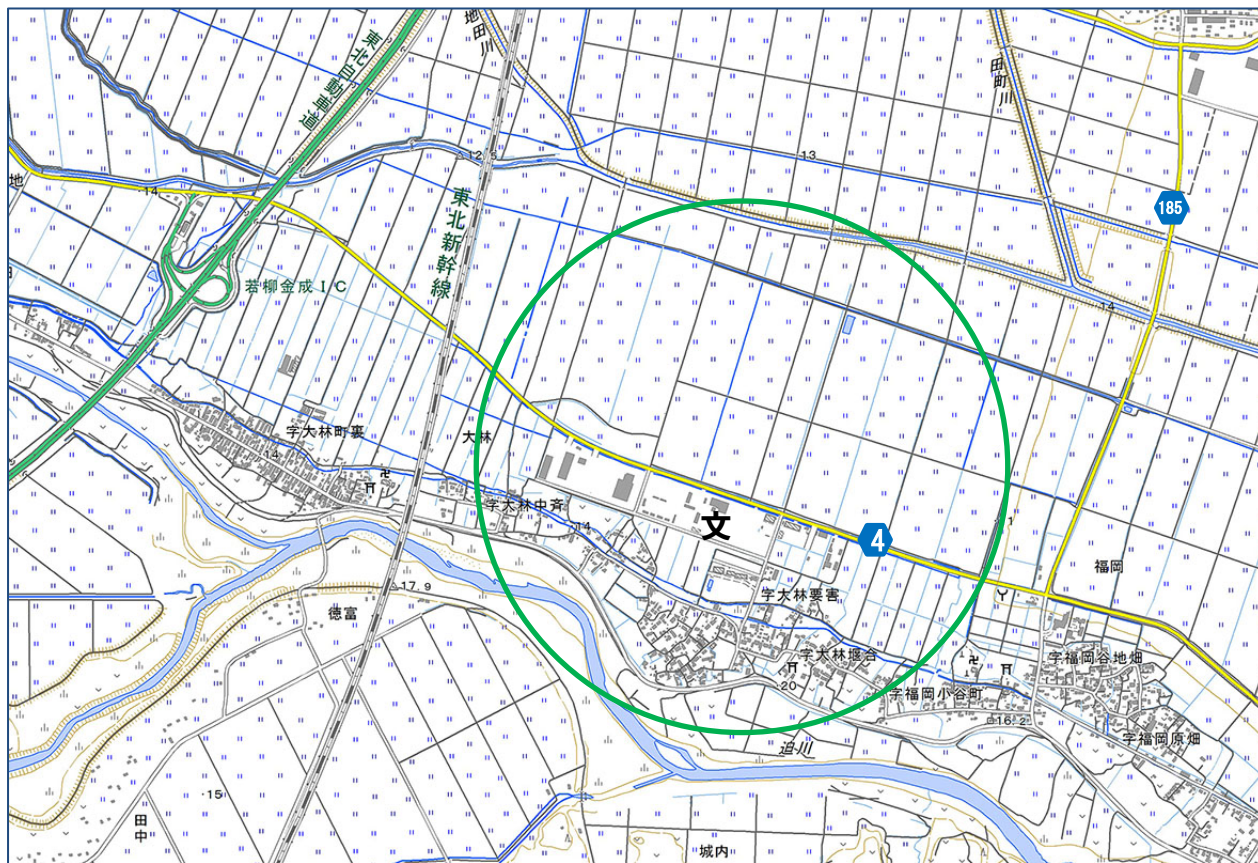 東北自動車道
地田川
田町川
12.5
13
地
14
185
東北新幹線
若柳金成IC
14
字大林町裏
14
大林
字大林中斉
14
文
4
福岡
17.9
徳富
字大林要害
字大林堰合
20
字福岡谷地畑
字福岡小谷町
16.2
字福岡原畑
迫川
15
田中
城内